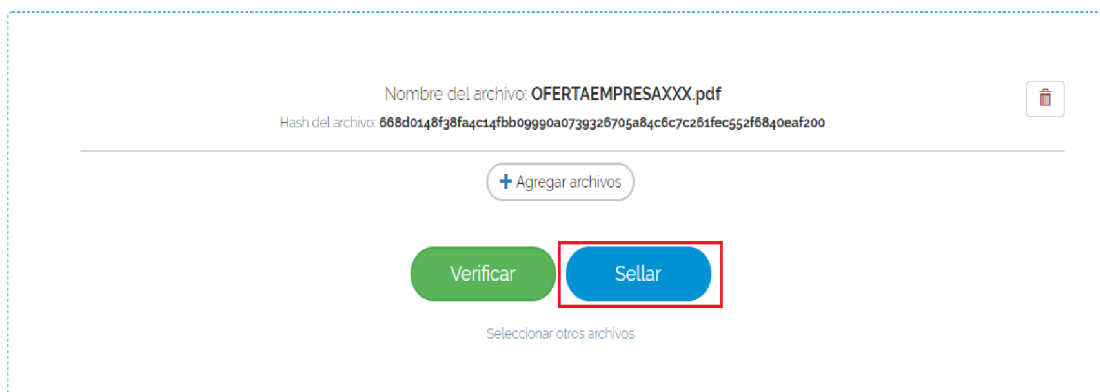 Nombre del archivo: OFERTAEMPRESAXXX.pdf
Hash del archivo: 668d0148f38fa4c14fbb09990a0739326705a84c6c7c261fec552f6840eaf200
+ Agregar archivos
Verificar
Sellar
Seleccionar otros archivos